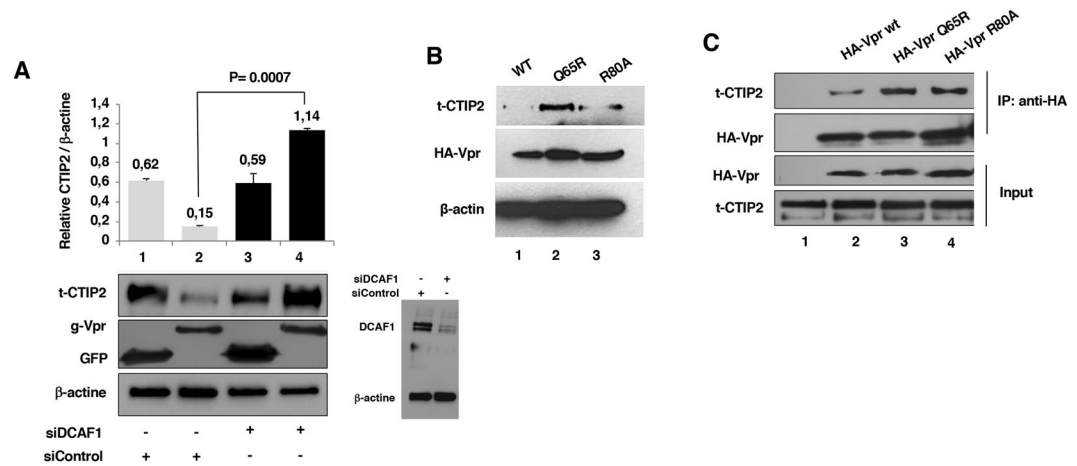 A
P= 0.0007
Relative CTIP2 / β-actine
1,4
1,2
1
0,8
0,6
0,4
0,2
0
0,62
0,15
0,59
1,14
1 2 3 4
t-CTIP2
g-Vpr
GFP
β-actine
siDCAF1 - - + +
siControl + + - -
siDCAF1 - +
siControl + -
DCAF1
β-actine
B
WT Q65R R80A
t-CTIP2
HA-Vpr
β-actin
1 2 3
C
HA-Vpr wt
HA-Vpr Q65R
HA-Vpr R80A
t-CTIP2
HA-Vpr
IP: anti-HA
HA-Vpr
t-CTIP2
Input
1 2 3 4